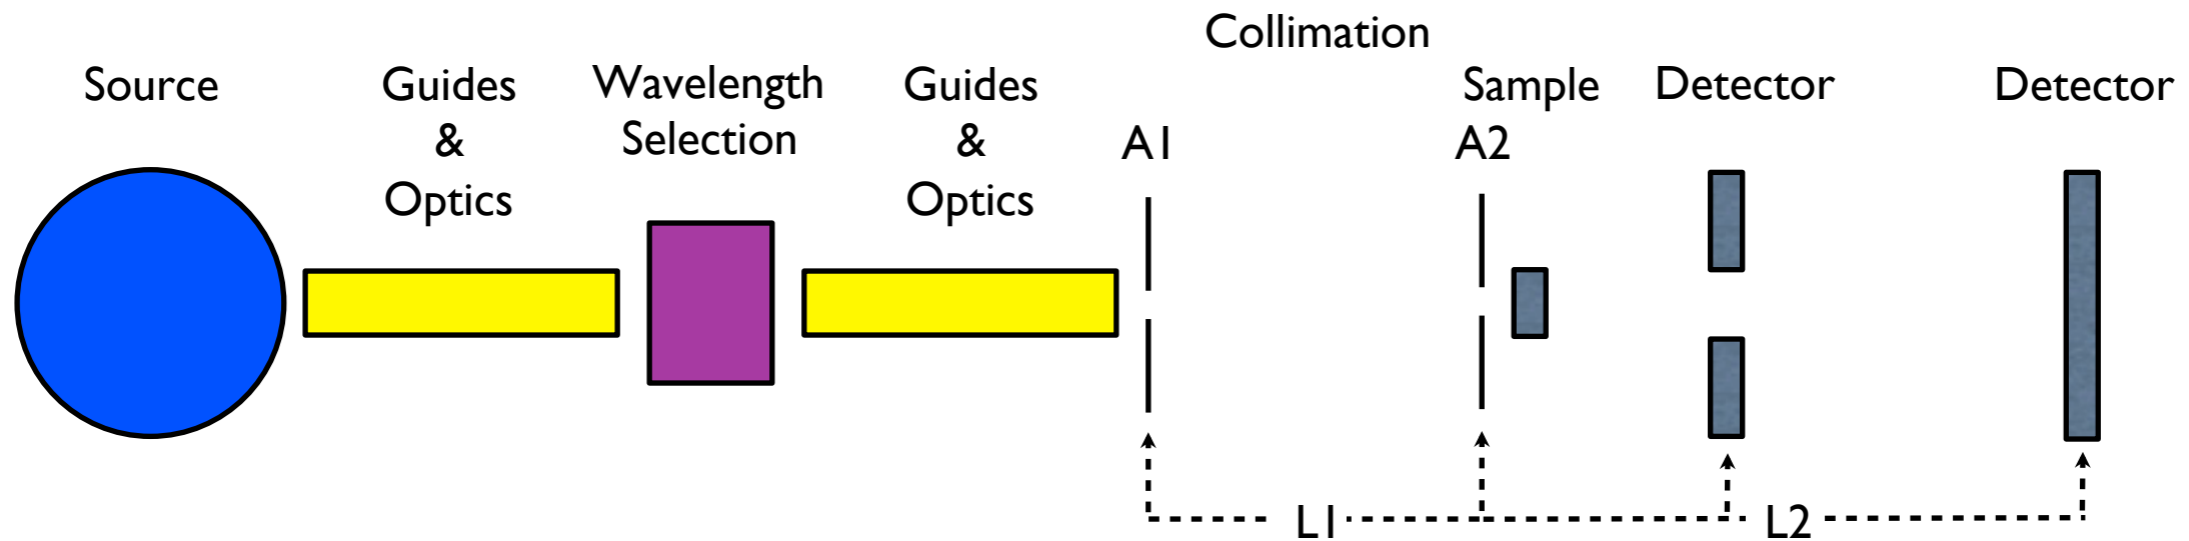 Collimation
Source
Guides
&
Optics
Wavelength
Selection
Guides
&
Optics
A1
A2
Sample
Detector
Detector
L1
L2